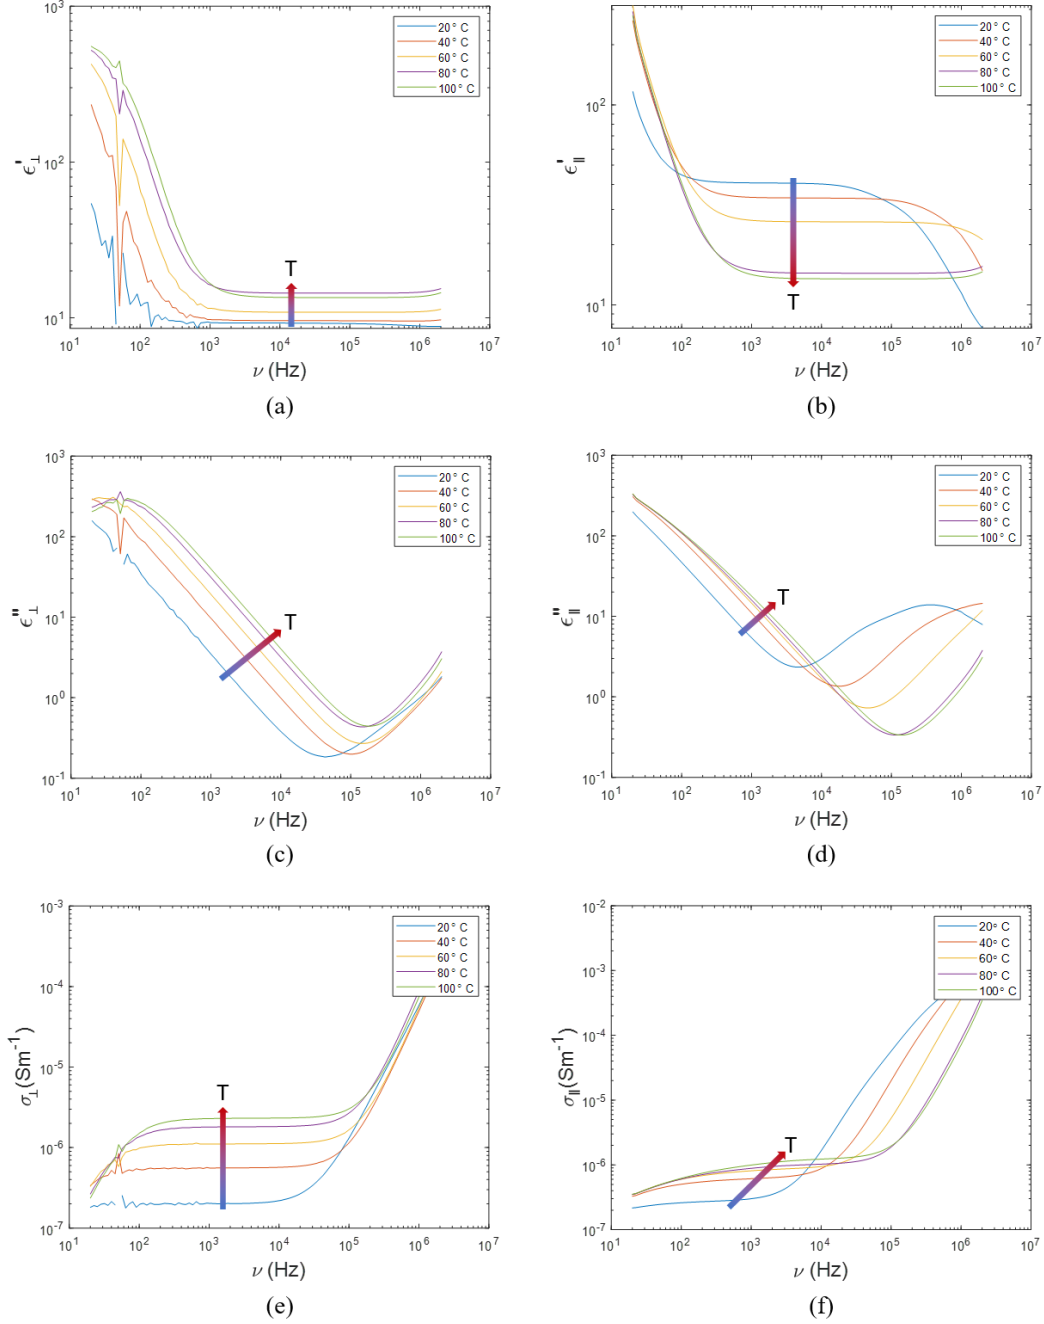 10³
10²
10¹
ϵ'⊥
20° C
40° C
60° C
80° C
100° C
T
10¹ 10² 10³ 10⁴ 10⁵ 10⁶ 10⁷
ν (Hz)
(a)
10²
10¹
ϵ'∥
20° C
40° C
60° C
80° C
100° C
T
10¹ 10² 10³ 10⁴ 10⁵ 10⁶ 10⁷
ν (Hz)
(b)
10³
10²
10¹
10⁰
10⁻¹
ϵ''⊥
20° C
40° C
60° C
80° C
100° C
T
10¹ 10² 10³ 10⁴ 10⁵ 10⁶ 10⁷
ν (Hz)
(c)
10³
10²
10¹
10⁰
10⁻¹
ϵ''∥
20° C
40° C
60° C
80° C
100° C
T
10¹ 10² 10³ 10⁴ 10⁵ 10⁶ 10⁷
ν (Hz)
(d)
10⁻³
10⁻⁴
10⁻⁵
10⁻⁶
10⁻⁷
σ⊥(Sm⁻¹)
20° C
40° C
60° C
80° C
100° C
T
10¹ 10² 10³ 10⁴ 10⁵ 10⁶ 10⁷
ν (Hz)
(e)
10⁻²
10⁻³
10⁻⁴
10⁻⁵
10⁻⁶
10⁻⁷
σ∥(Sm⁻¹)
20° C
40° C
60° C
80° C
100° C
T
10¹ 10² 10³ 10⁴ 10⁵ 10⁶ 10⁷
ν (Hz)
(f)